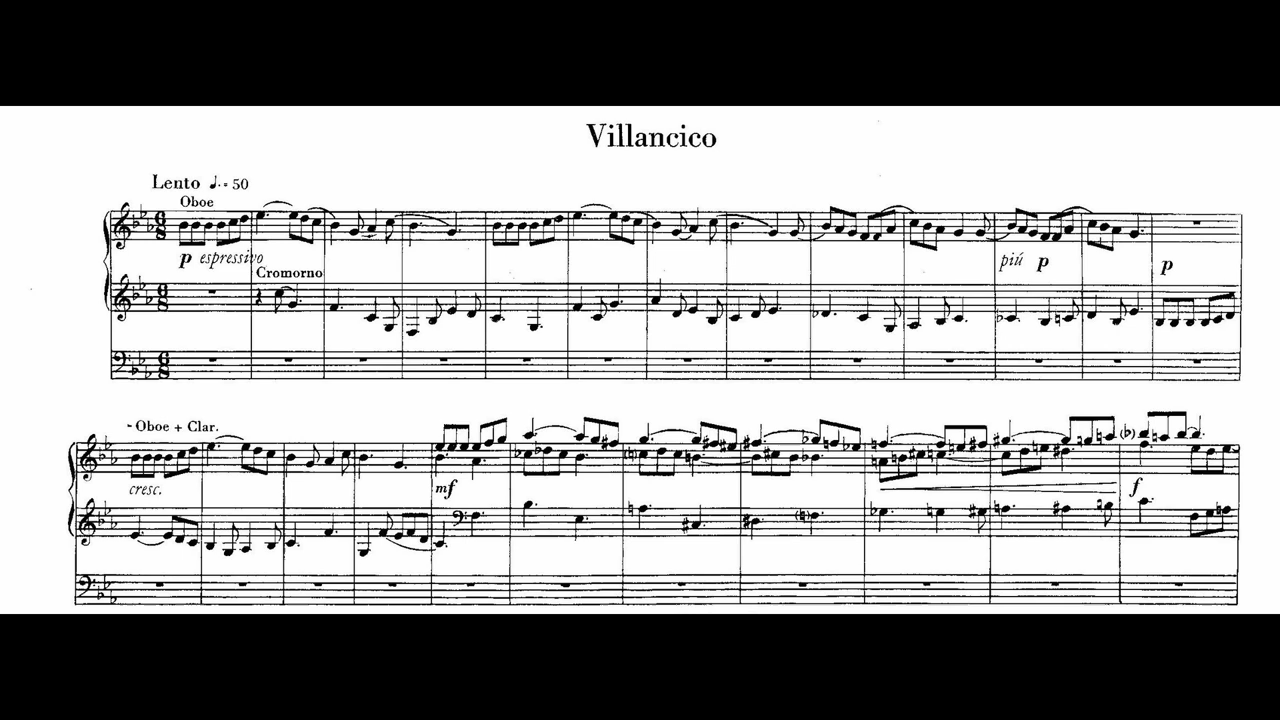 Villancico
Lento ♩. = 50
Oboe
p espressivo
Cromorno
più p
p
- Oboe + Clar.
cresc.
mf
f